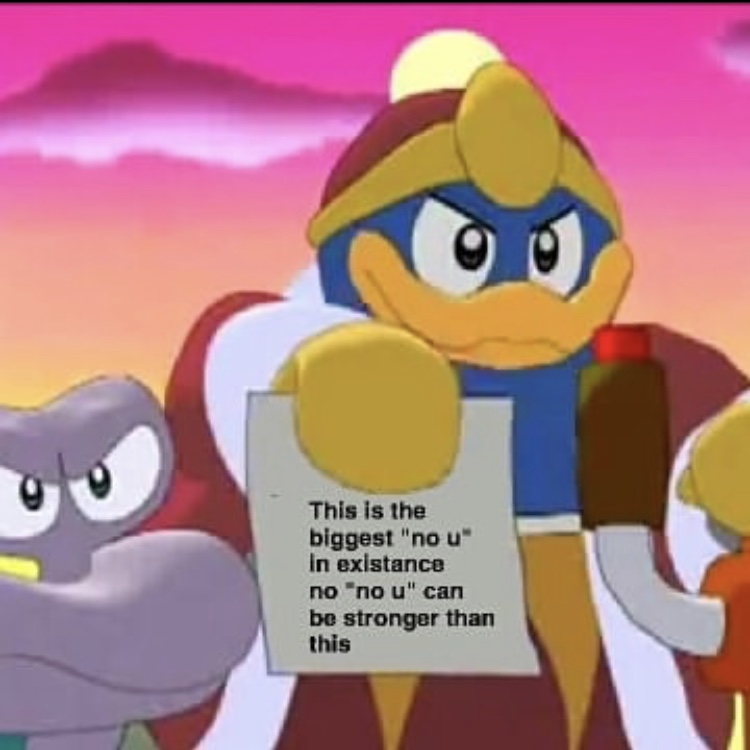 This is the
biggest "no u"
in existance
no "no u" can
be stronger than
this